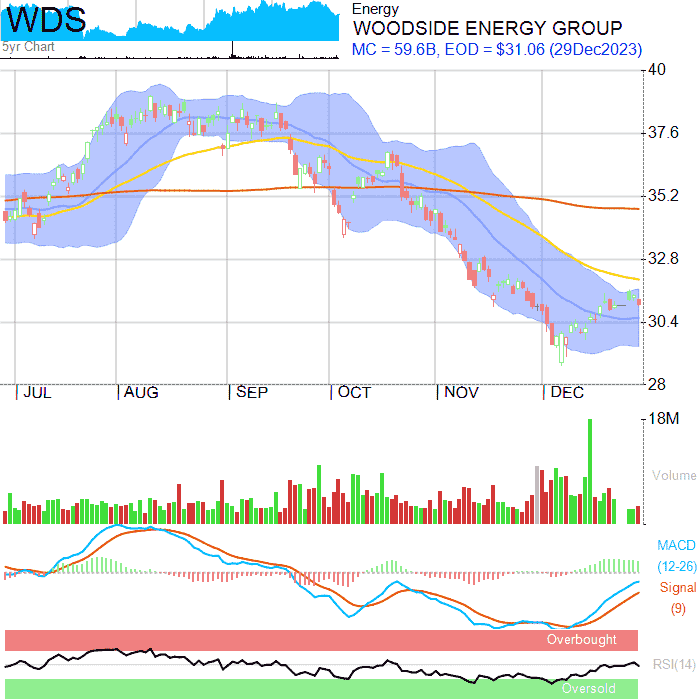 WDS
5yr Chart
Energy
WOODSIDE ENERGY GROUP
MC = 59.6B, EOD = $31.06 (29Dec2023)
40
37.6
35.2
32.8
30.4
28
JUL AUG SEP OCT NOV DEC
18M
Volume
MACD
(12-26)
Signal
(9)
Overbought
RSI(14)
Oversold